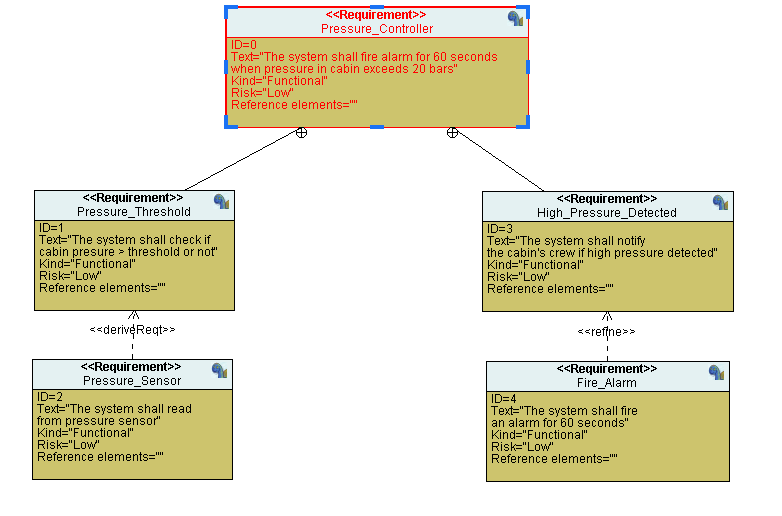 <<Requirement>>
Pressure_Controller
ID=0
Text="The system shall fire alarm for 60 seconds
when pressure in cabin exceeds 20 bars"
Kind="Functional"
Risk="Low"
Reference elements=""
<<Requirement>>
Pressure_Threshold
ID=1
Text="The system shall check if
cabin presure > threshold or not"
Kind="Functional"
Risk="Low"
Reference elements=""
<<Requirement>>
High_Pressure_Detected
ID=3
Text="The system shall notify
the cabin's crew if high pressure detected"
Kind="Functional"
Risk="Low"
Reference elements=""
<<deriveReqt>>
<<refine>>
<<Requirement>>
Pressure_Sensor
ID=2
Text="The system shall read
from pressure sensor"
Kind="Functional"
Risk="Low"
Reference elements=""
<<Requirement>>
Fire_Alarm
ID=4
Text="The system shall fire
an alarm for 60 seconds"
Kind="Functional"
Risk="Low"
Reference elements=""